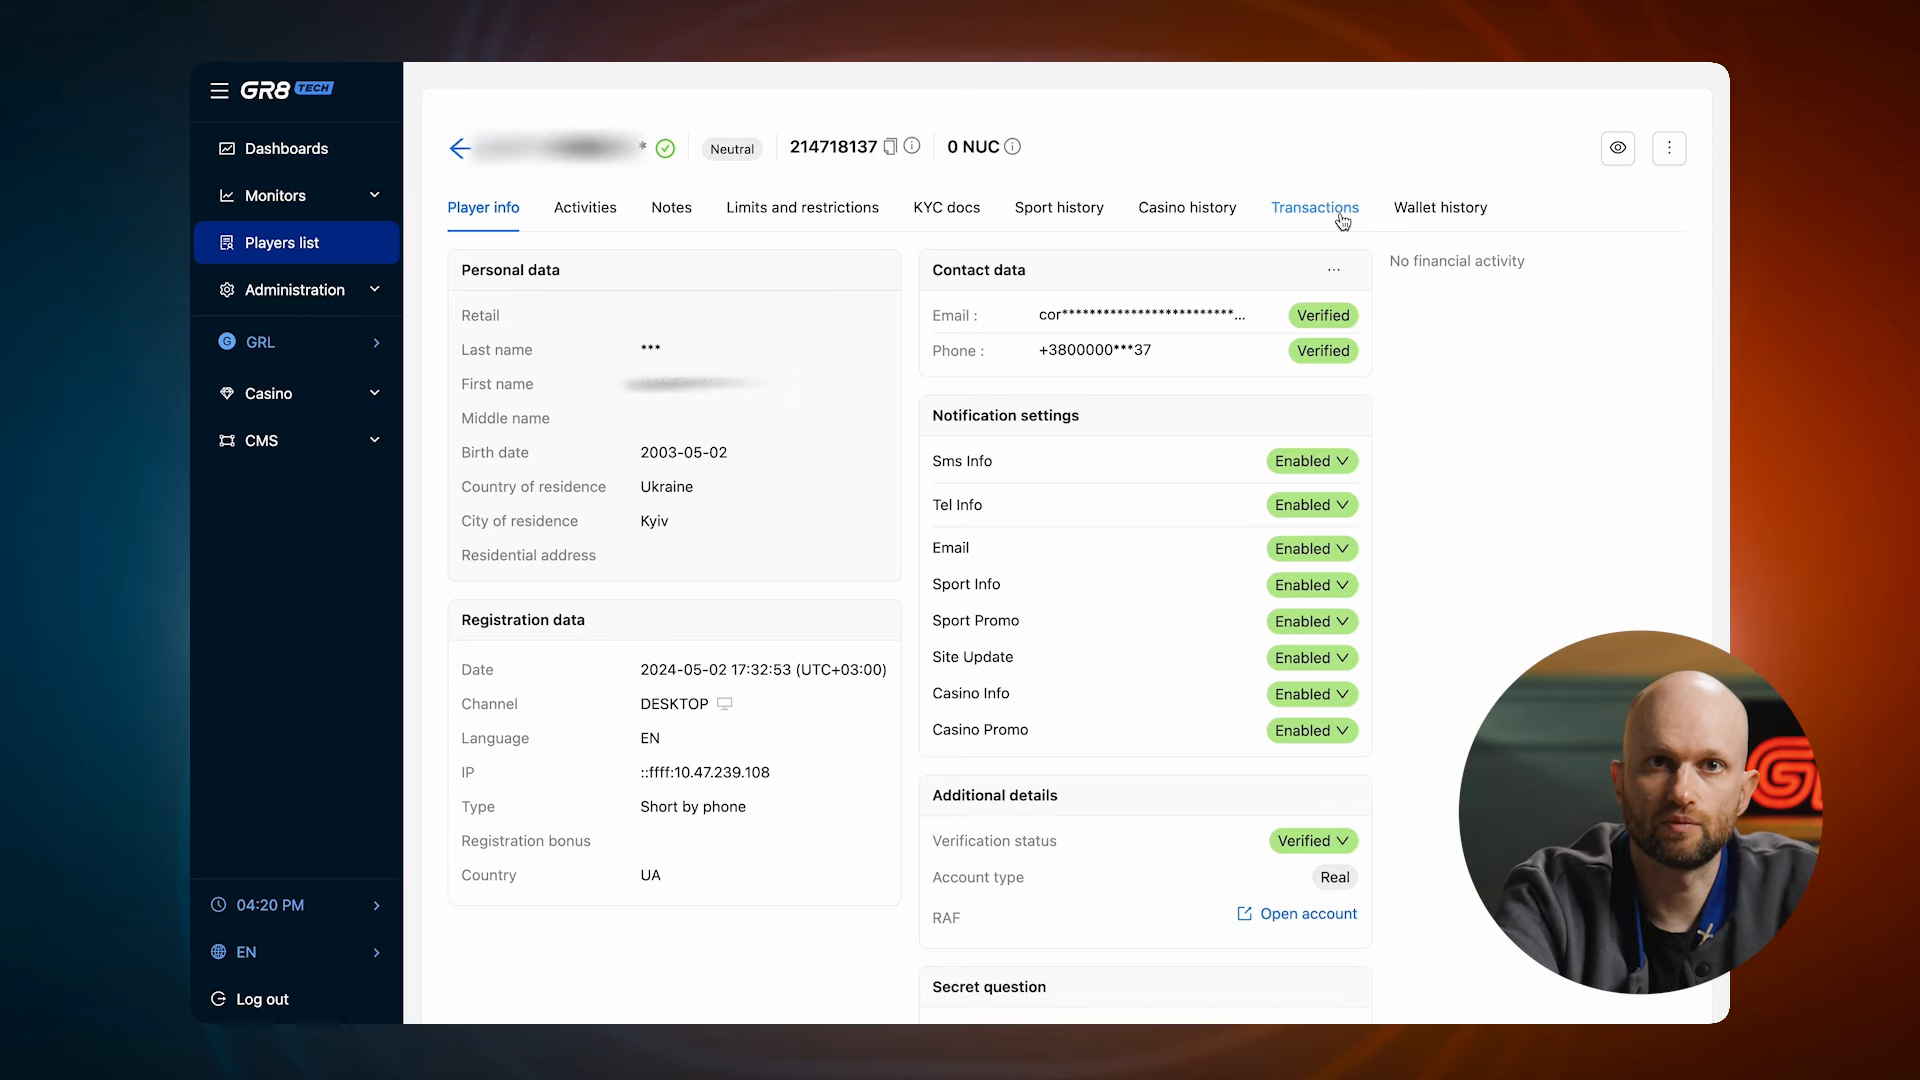 GR8 TECH
Dashboards
Monitors
Players list
Administration
GRL
Casino
CMS
04:20 PM
EN
Log out
* Neutral 214718137 0 NUC
Player info Activities Notes Limits and restrictions KYC docs Sport history Casino history Transactions Wallet history
Personal data
Retail
Last name ***
First name
Middle name
Birth date 2003-05-02
Country of residence Ukraine
City of residence Kyiv
Residential address
Registration data
Date 2024-05-02 17:32:53 (UTC+03:00)
Channel DESKTOP
Language EN
IP ::ffff:10.47.239.108
Type Short by phone
Registration bonus
Country UA
Contact data ...
Email : cor*************************... Verified
Phone : +3800000***37 Verified
Notification settings
Sms Info Enabled
Tel Info Enabled
Email Enabled
Sport Info Enabled
Sport Promo Enabled
Site Update Enabled
Casino Info Enabled
Casino Promo Enabled
Additional details
Verification status Verified
Account type Real
RAF Open account
Secret question
No financial activity